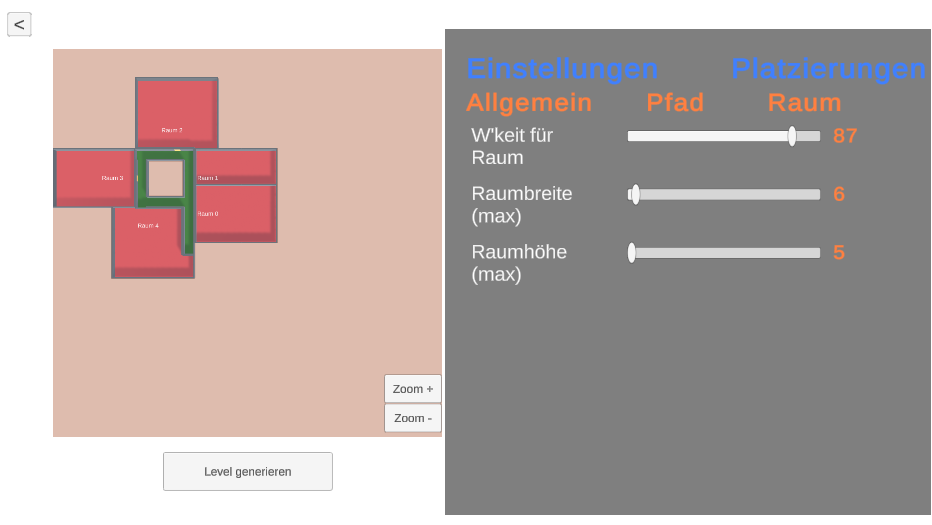 <
Raum 2
Raum 3
Raum 1
Raum 0
Raum 4
Zoom +
Zoom -
Level generieren
Einstellungen Platzierungen
Allgemein Pfad Raum
W'keit für
Raum
87
Raumbreite
(max)
6
Raumhöhe
(max)
5